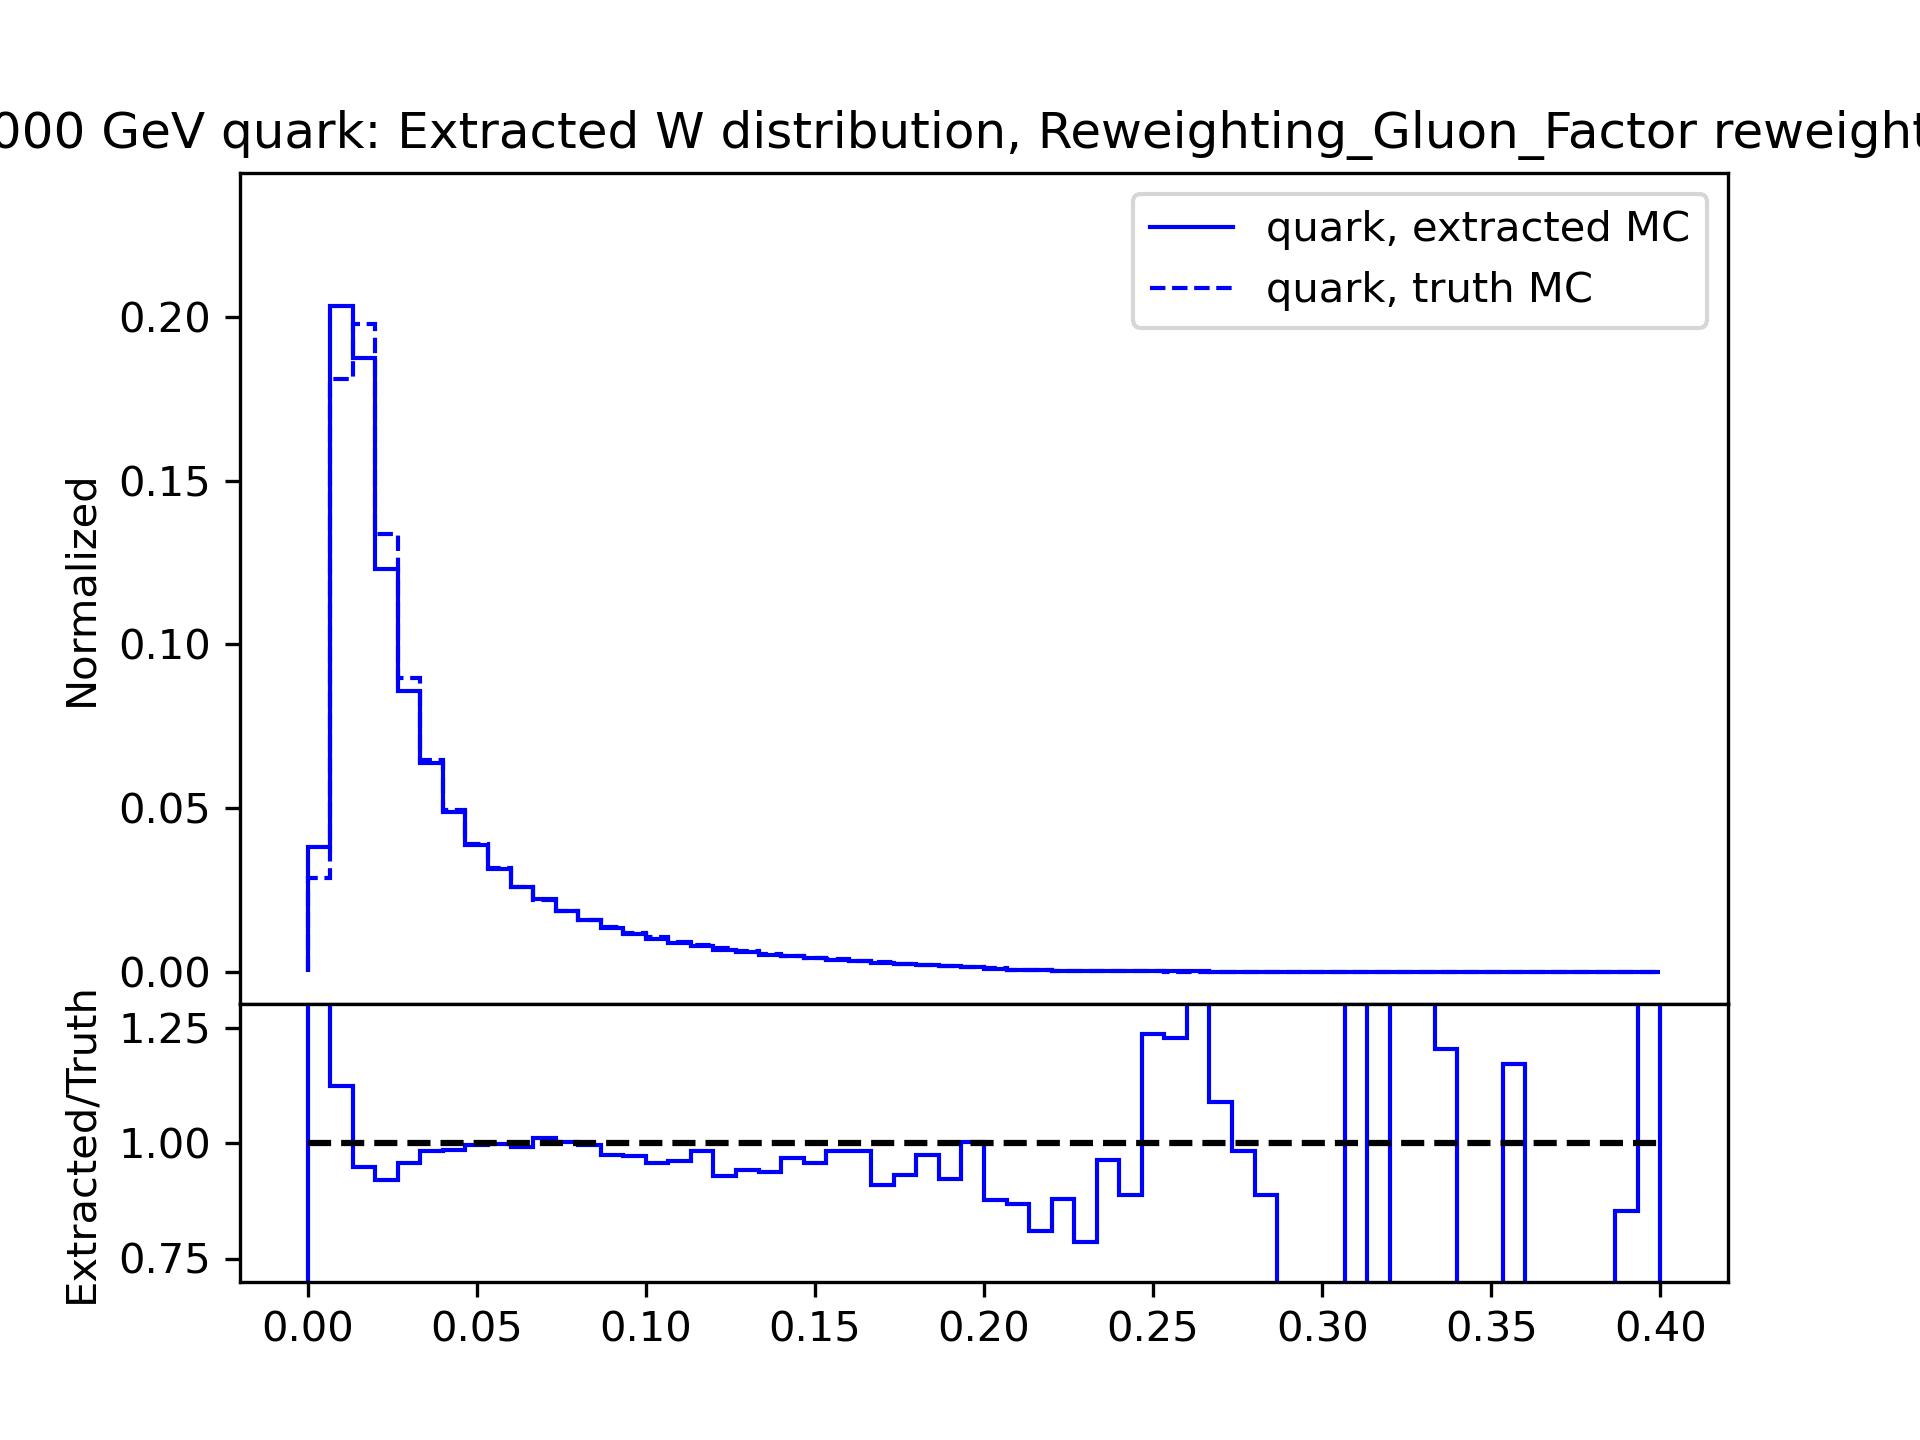 000 GeV quark: Extracted W distribution, Reweighting_Gluon_Factor reweight
quark, extracted MC
quark, truth MC
Normalized
0.20
0.15
0.10
0.05
0.00
Extracted/Truth
1.25
1.00
0.75
0.00 0.05 0.10 0.15 0.20 0.25 0.30 0.35 0.40